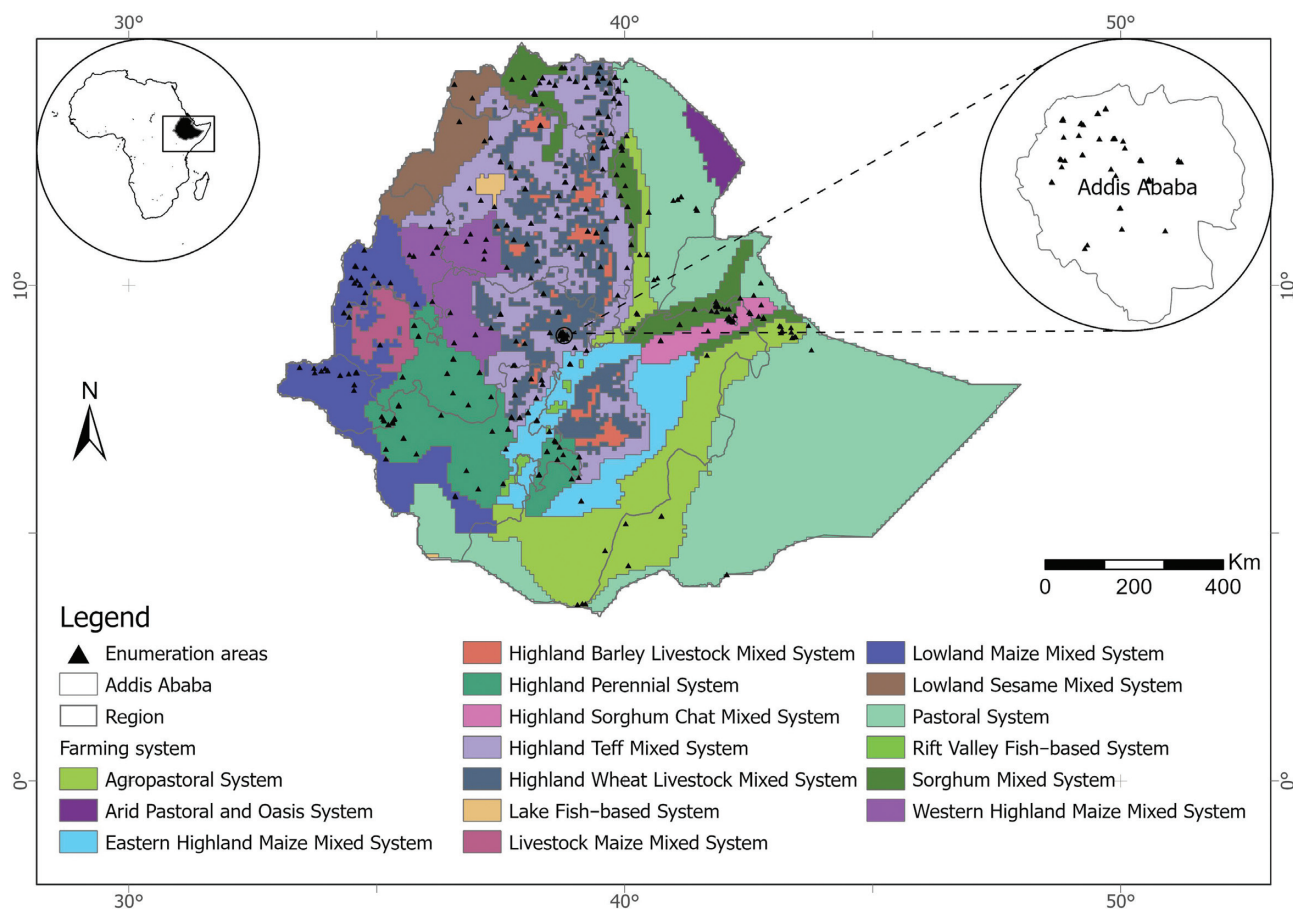 30°
40°
50°
Addis Ababa
10°
10°
N
Km
0
200
400
Legend
Enumeration areas
Addis Ababa
Region
Farming system
Agropastoral System
Arid Pastoral and Oasis System
Eastern Highland Maize Mixed System
Highland Barley Livestock Mixed System
Highland Perennial System
Highland Sorghum Chat Mixed System
Highland Teff Mixed System
Highland Wheat Livestock Mixed System
Lake Fish–based System
Livestock Maize Mixed System
Lowland Maize Mixed System
Lowland Sesame Mixed System
Pastoral System
Rift Valley Fish–based System
Sorghum Mixed System
Western Highland Maize Mixed System
0°
0°
30°
40°
50°